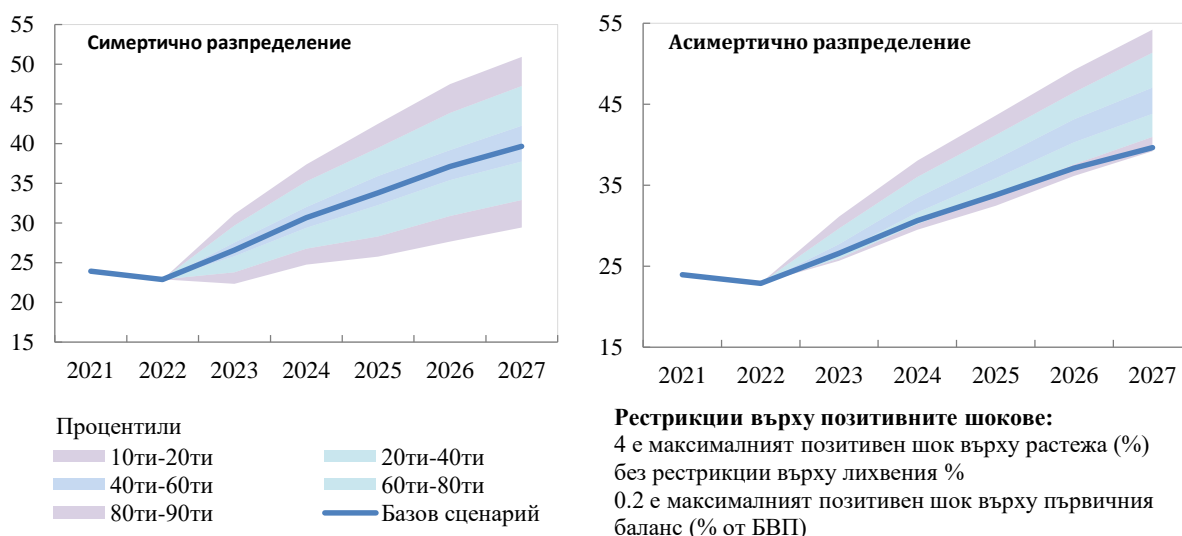 Симертично разпределение
55
50
45
40
35
30
25
20
15
2021 2022 2023 2024 2025 2026 2027
Асимертично разпределение
55
45
35
25
15
2021 2022 2023 2024 2025 2026 2027
Процентили
10ти-20ти
20ти-40ти
40ти-60ти
60ти-80ти
80ти-90ти
Базов сценарий
Рестрикции върху позитивните шокове:
4 е максималният позитивен шок върху растежа (%)
без рестрикции върху лихвения %
0.2 е максималният позитивен шок върху първичния
баланс (% от БВП)